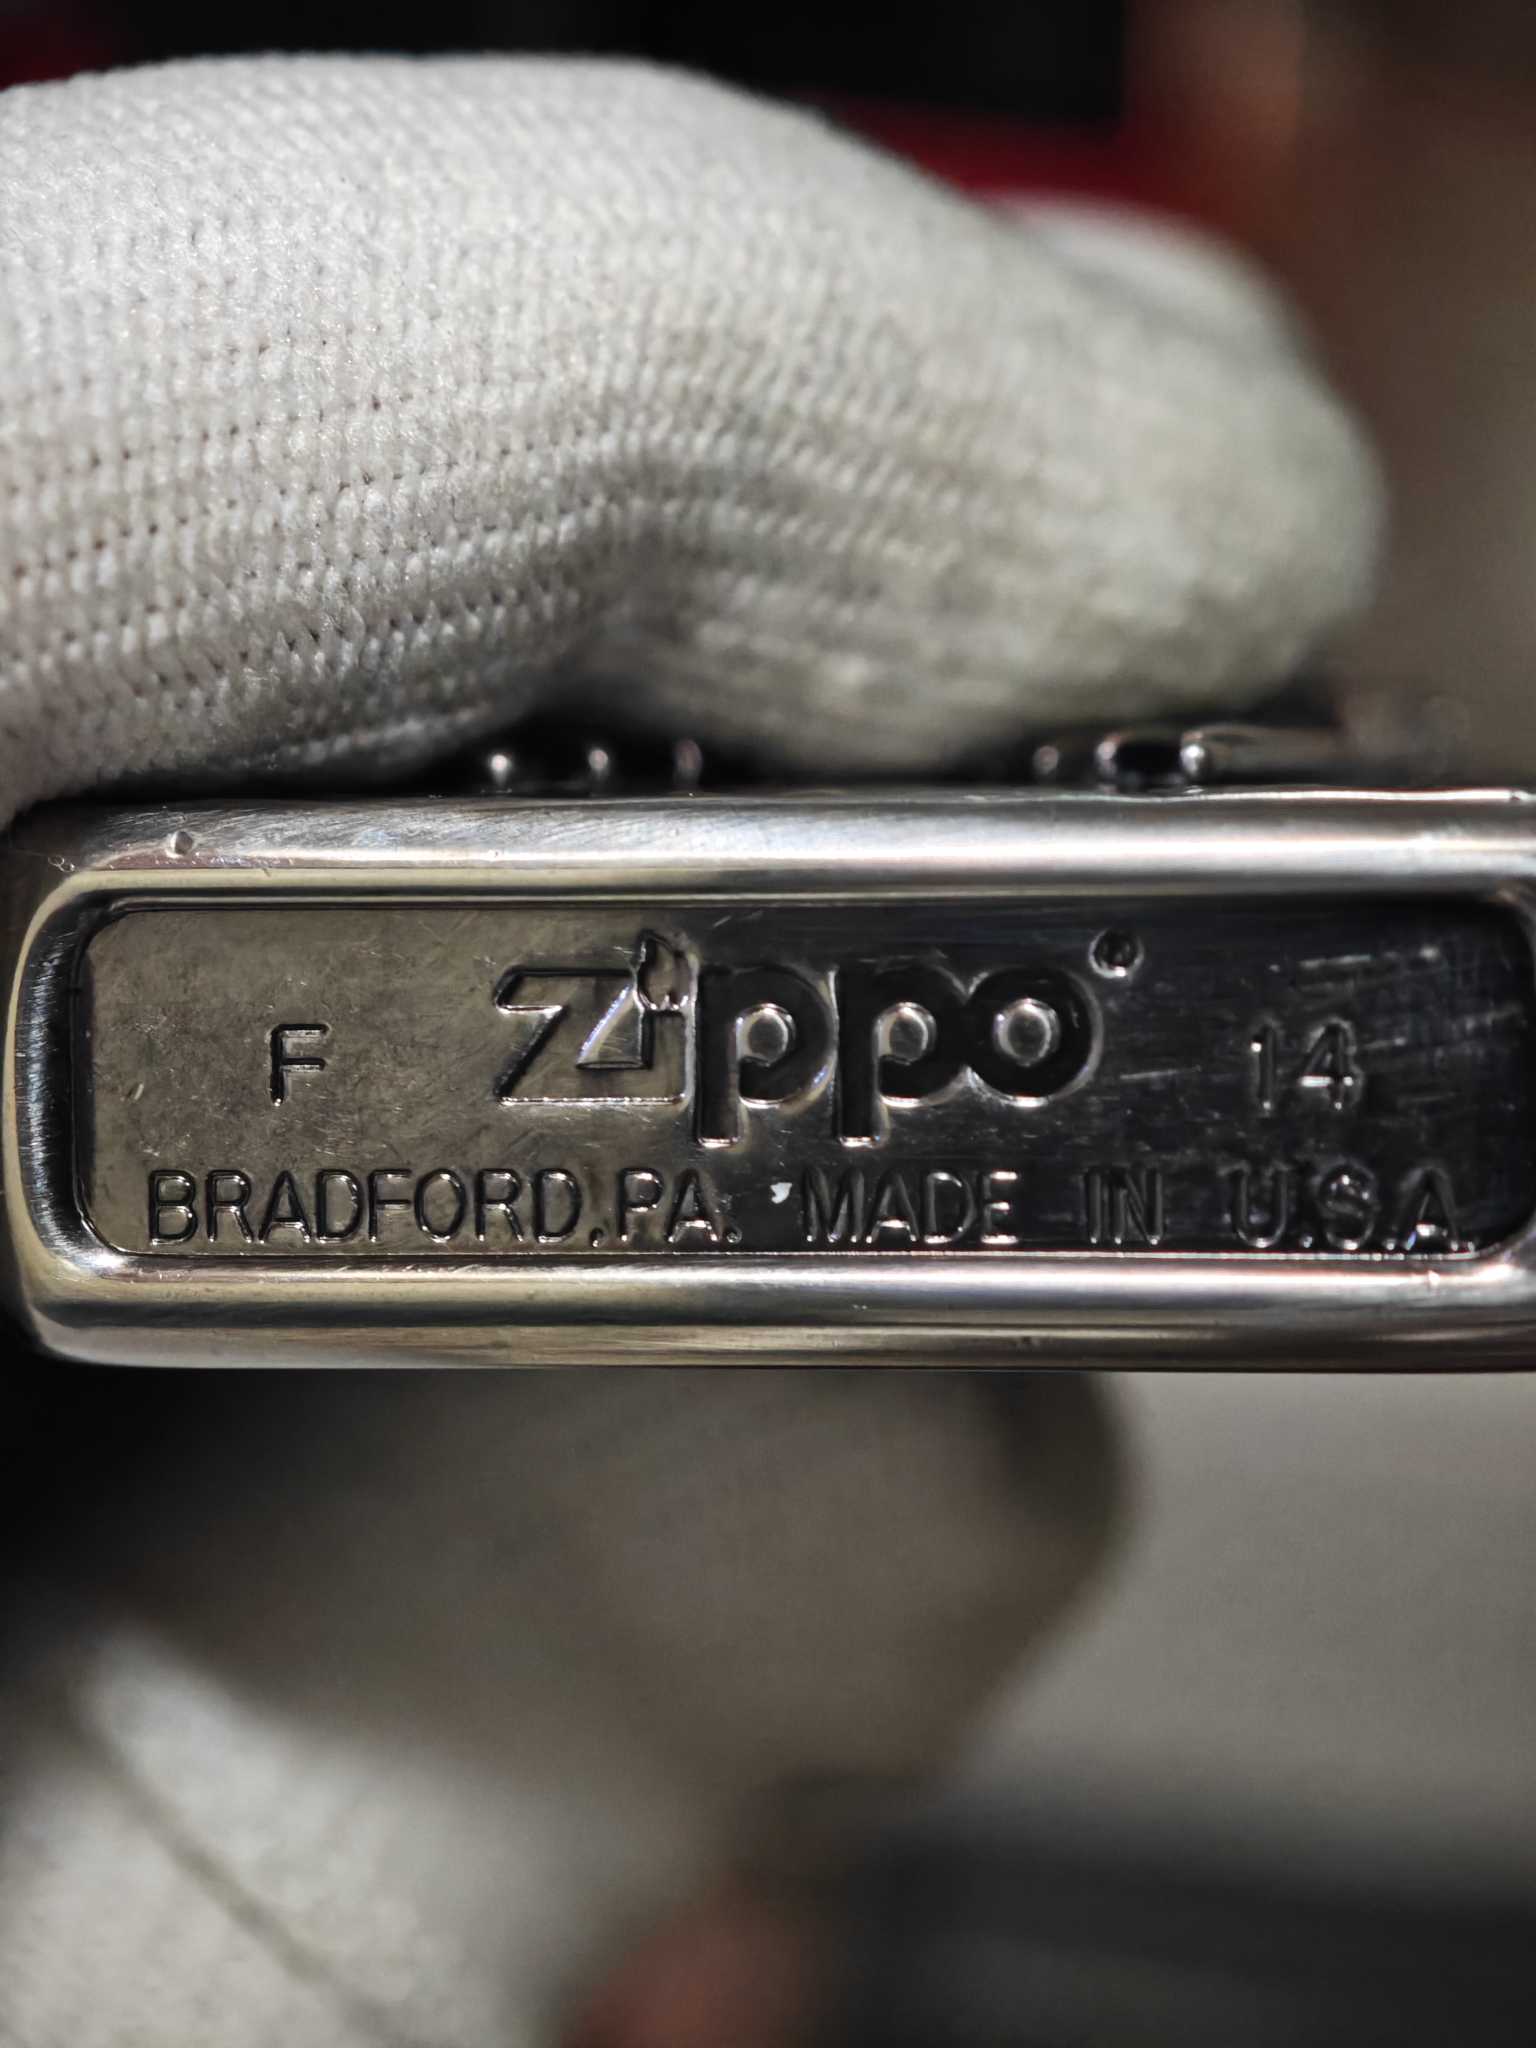 F Zippo® 14
BRADFORD, PA. MADE IN U.S.A.